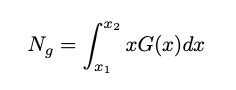 $N_g = \int_{x_1}^{x_2} xG(x)dx$